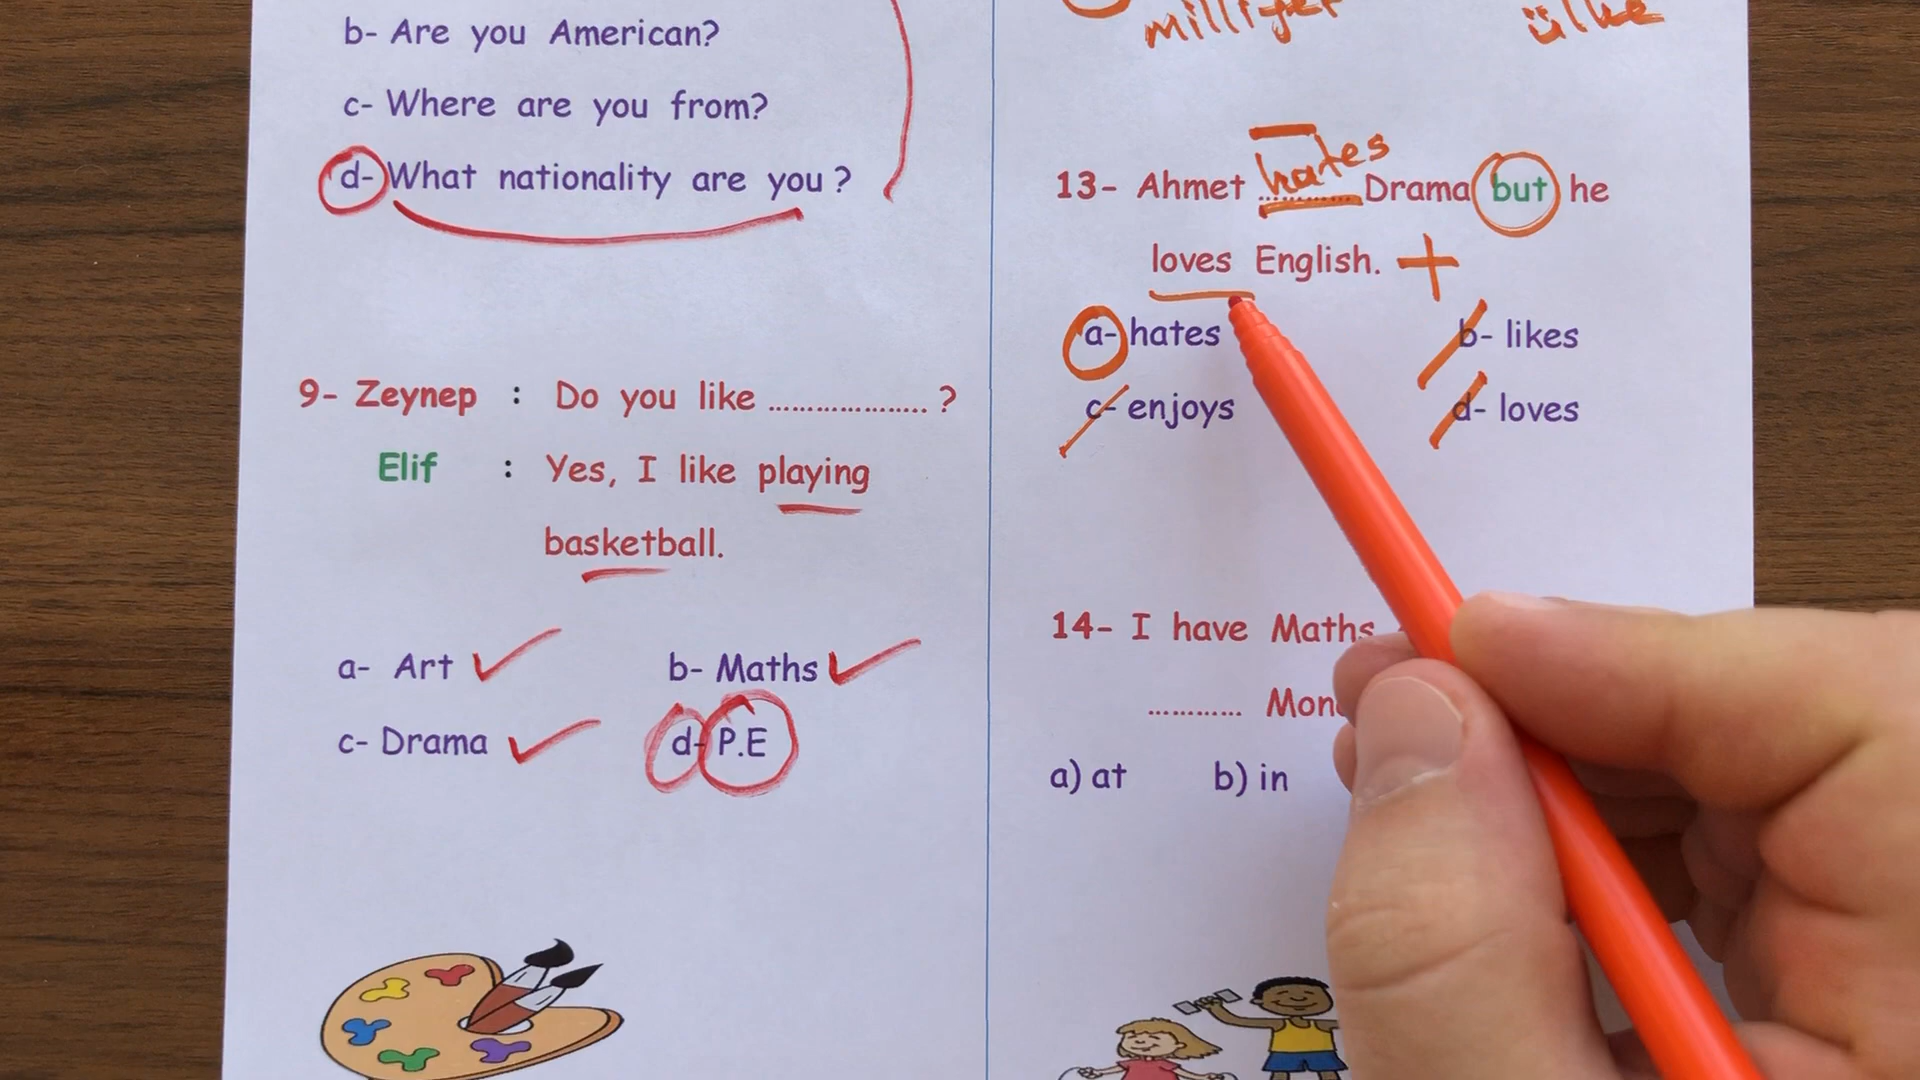 b- Are you American?
c- Where are you from?
d- What nationality are you ?
9- Zeynep : Do you like .................... ?
Elif : Yes, I like playing
basketball.
a- Art
b- Maths
c- Drama
d- P.E
ülke
13- Ahmet ............ Drama but he
hates
loves English. +
a- hates
b- likes
c- enjoys
d- loves
14- I have Maths
............
a) at
b) in